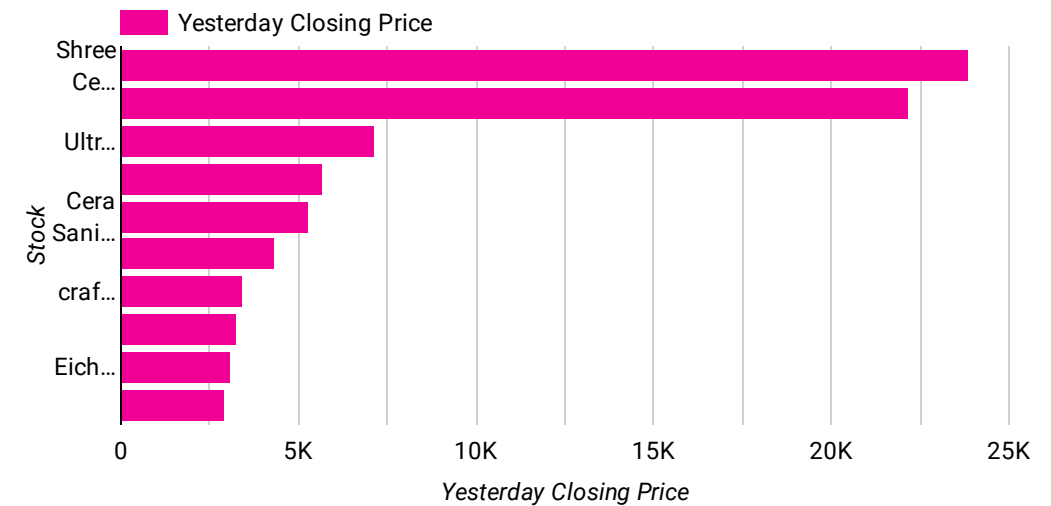 Yesterday Closing Price
Shree
Ce...
Ultr...
Cera
Sani...
craf...
Eich...
Stock
0
5K
10K
15K
20K
25K
Yesterday Closing Price